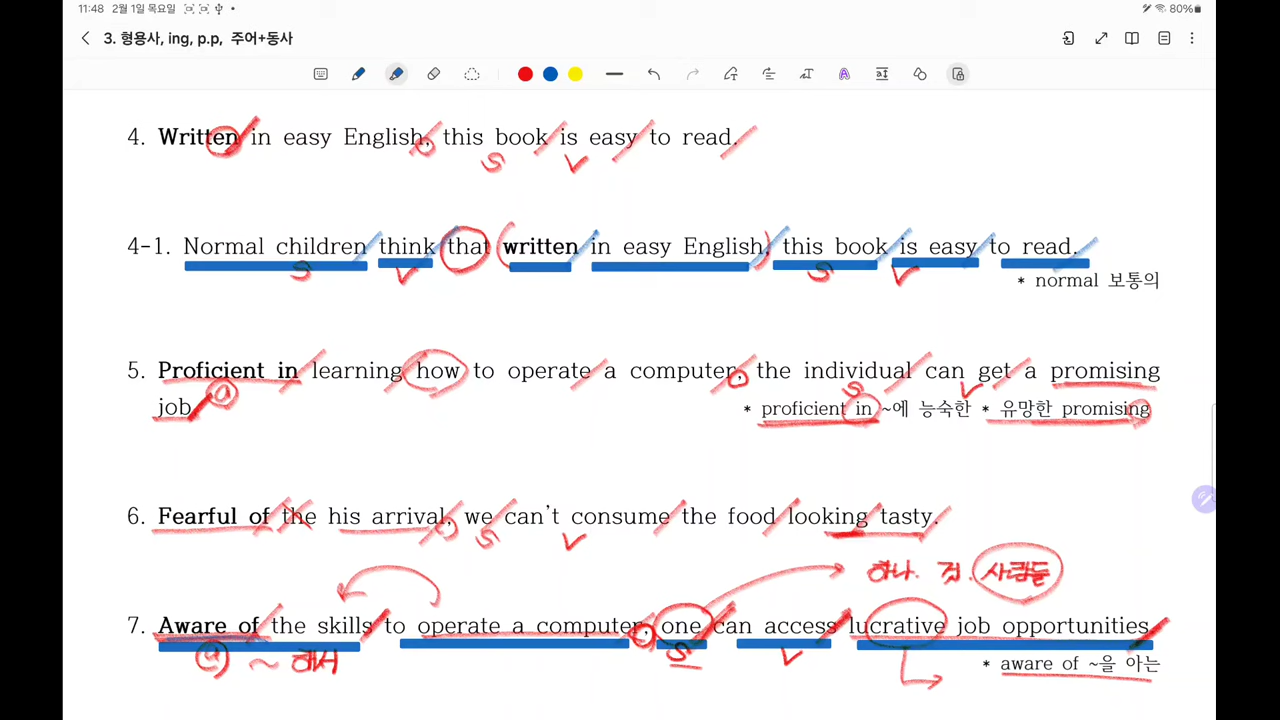 11:48 2월 1일 목요일
80%
3. 형용사, ing, p.p, 주어+동사
4. Written in easy English, this book is easy to read.
S V
4-1. Normal children think that (written in easy English), this book is easy to read.
S V S V
* normal 보통의
5. Proficient in learning how to operate a computer, the individual can get a promising
S V
job
a
* proficient in ~에 능숙한 * 유망한 promising
6. Fearful of the his arrival, we can't consume the food looking tasty.
S V
하나. 것. 사람들
7. Aware of the skills to operate a computer, one can access lucrative job opportunities.
a ~ 해서 S V
* aware of ~을 아는